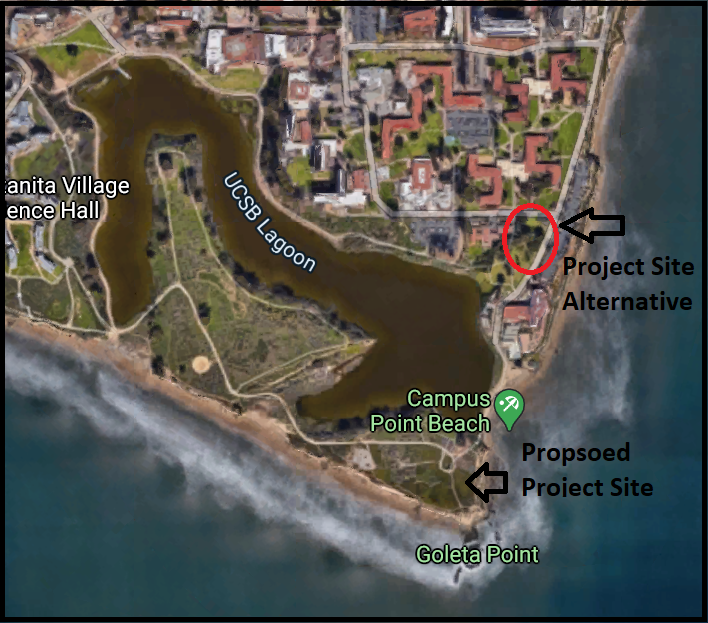 anita Village
ence Hall
UCSB Lagoon
Project Site
Alternative
Campus
Point Beach
Propsoed
Project Site
Goleta Point